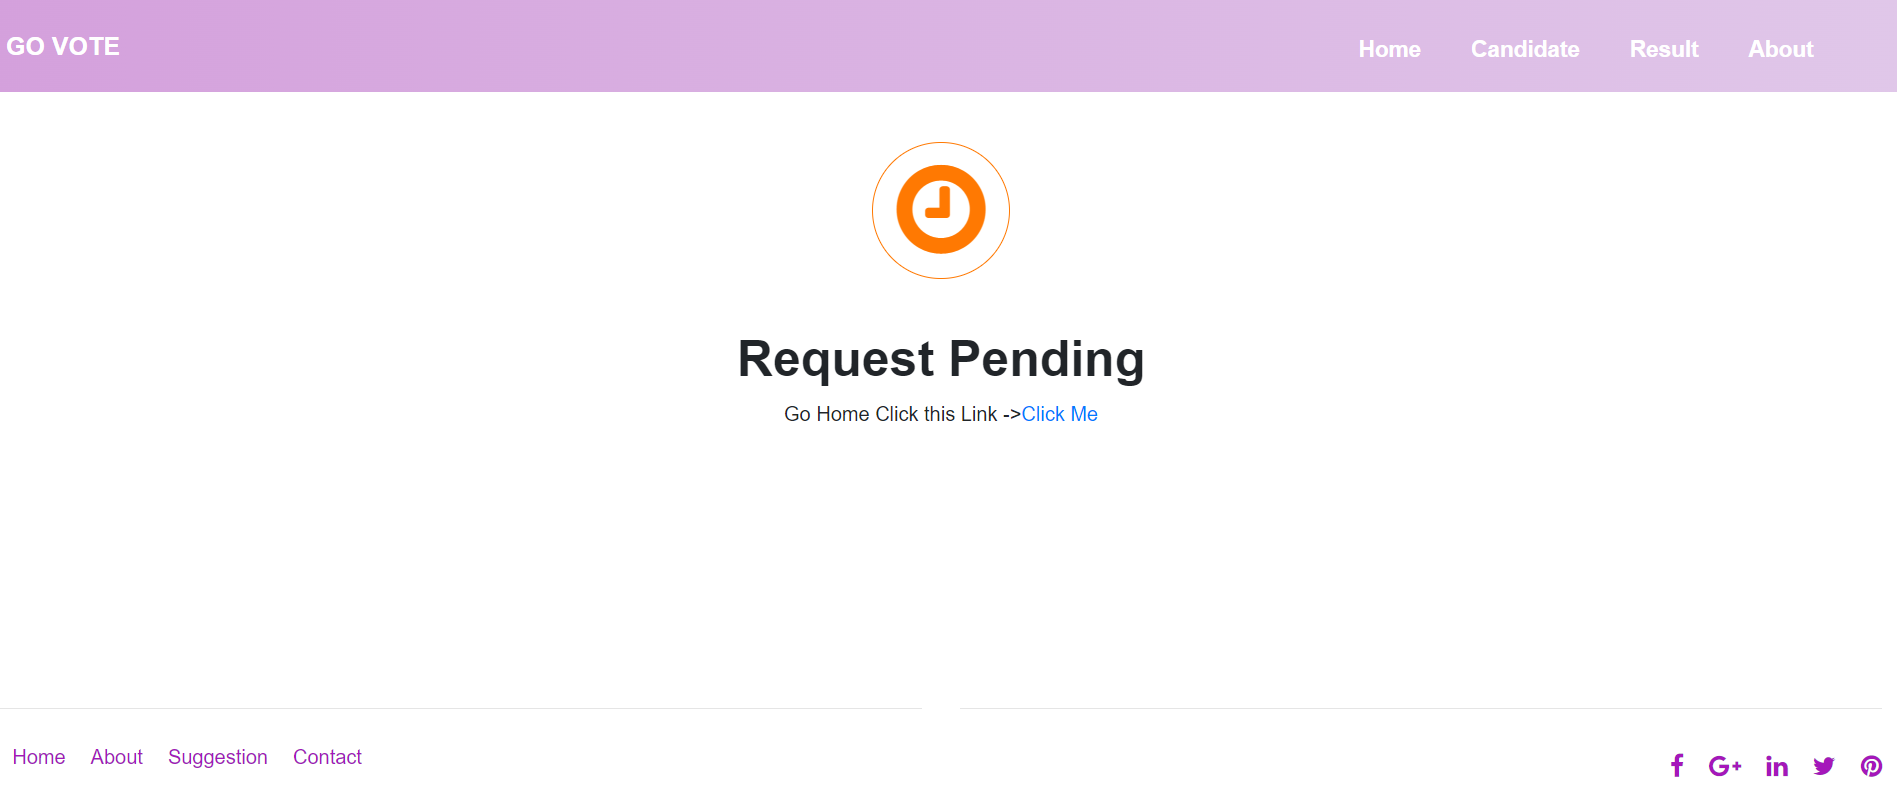 GO VOTE
Home Candidate Result About
Request Pending
Go Home Click this Link ->Click Me
Home About Suggestion Contact